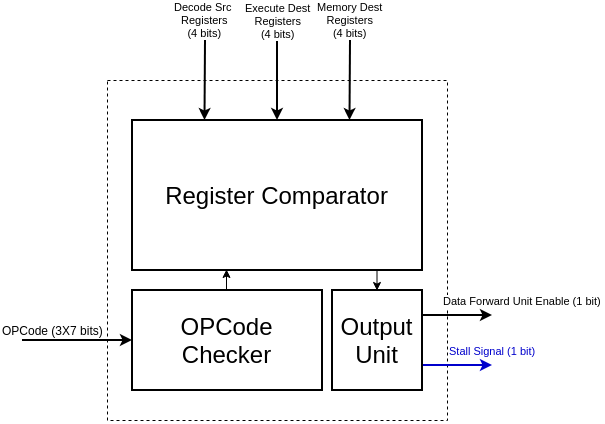 Decode Src
Registers
(4 bits)
Execute Dest
Registers
(4 bits)
Memory Dest
Registers
(4 bits)
Register Comparator
OPCode (3X7 bits)
OPCode
Checker
Output
Unit
Data Forward Unit Enable (1 bit)
Stall Signal (1 bit)